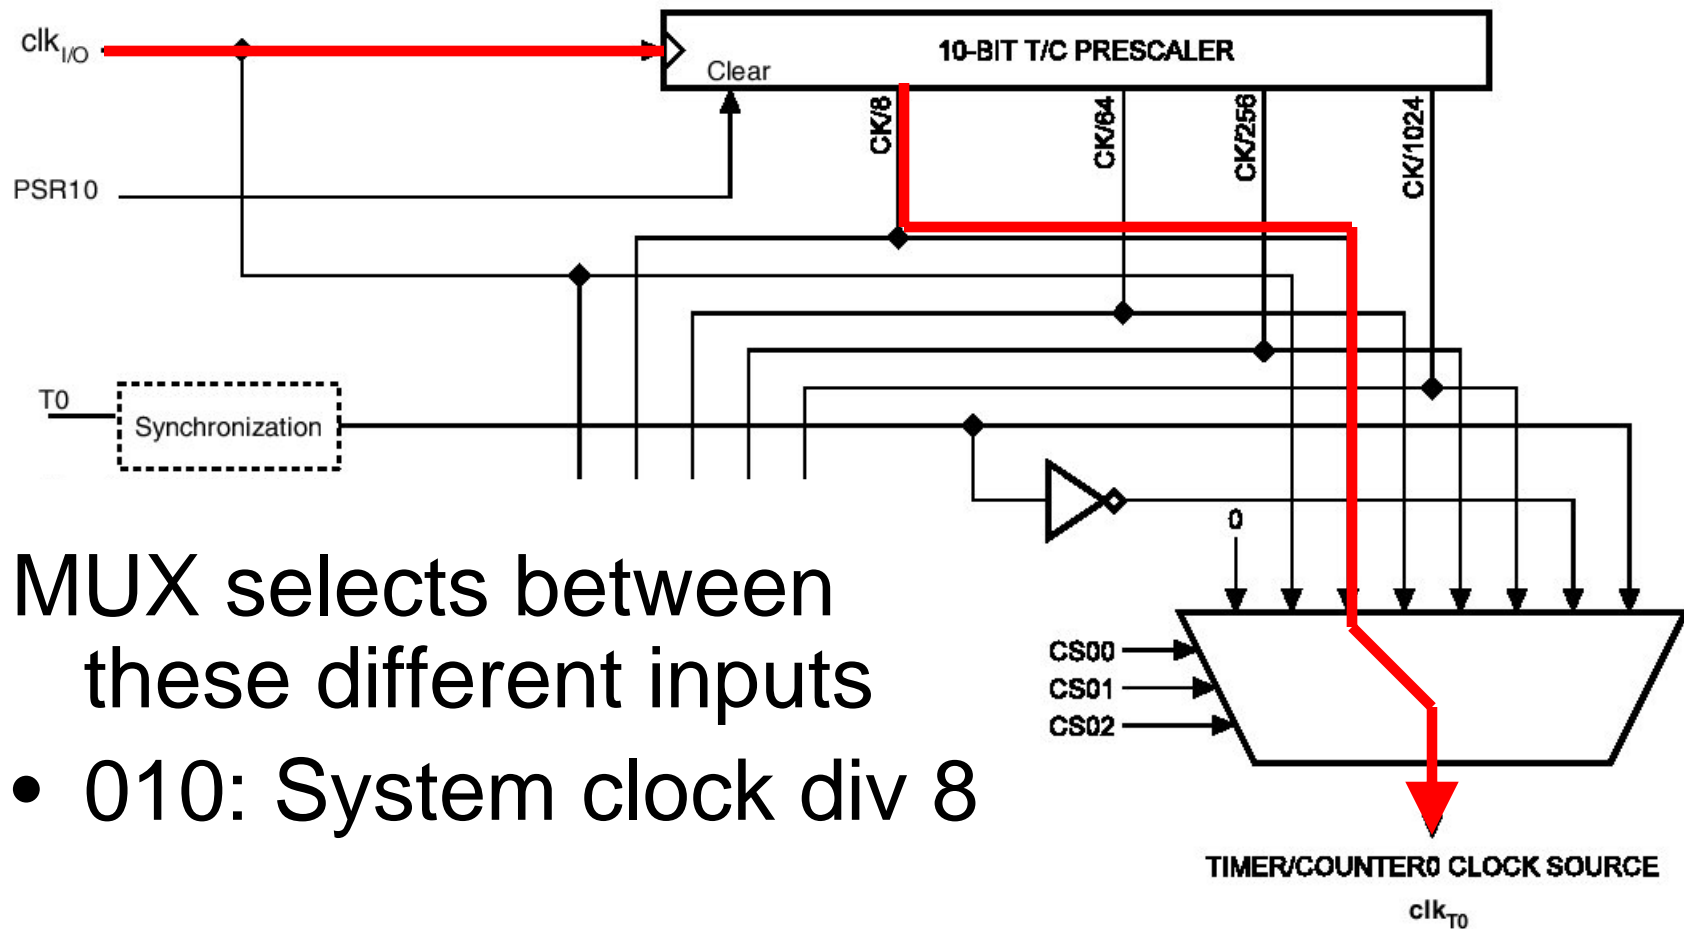 clkI/O
10-BIT T/C PRESCALER
Clear
CK/8
CK/64
CK/256
CK/1024
PSR10
T0
Synchronization
0
MUX selects between
these different inputs
• 010: System clock div 8
CS00
CS01
CS02
TIMER/COUNTER0 CLOCK SOURCE
clkT0